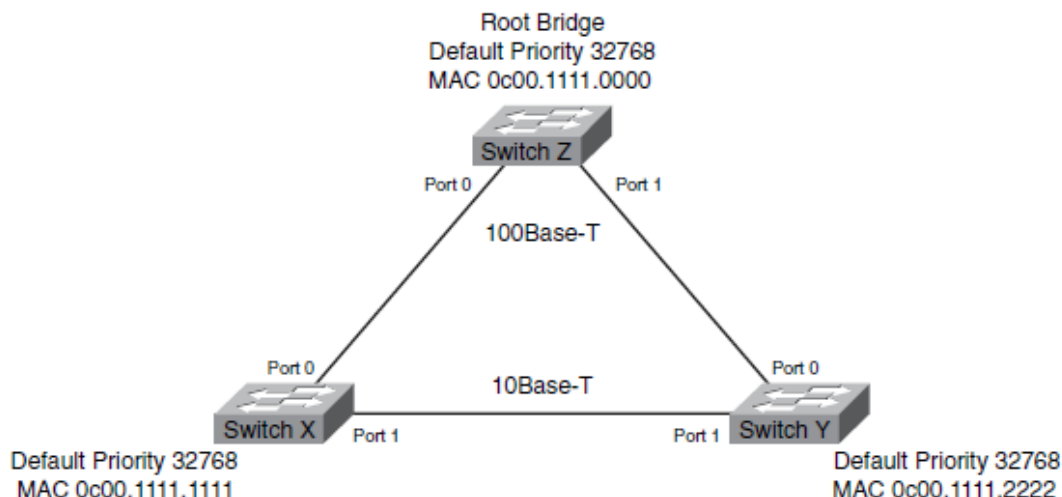 Root Bridge
Default Priority 32768
MAC 0c00.1111.0000
Switch Z
Port 0
Port 1
100Base-T
Port 0
Port 0
10Base-T
Switch X
Port 1
Port 1
Switch Y
Default Priority 32768
MAC 0c00.1111.1111
Default Priority 32768
MAC 0c00.1111.2222